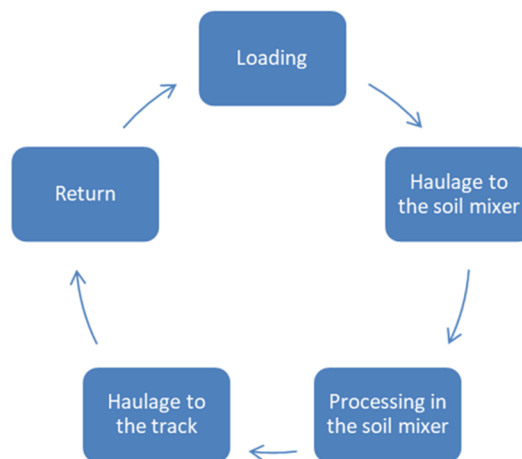 Loading
Haulage to
the soil mixer
Processing in
the soil mixer
Haulage to
the track
Return